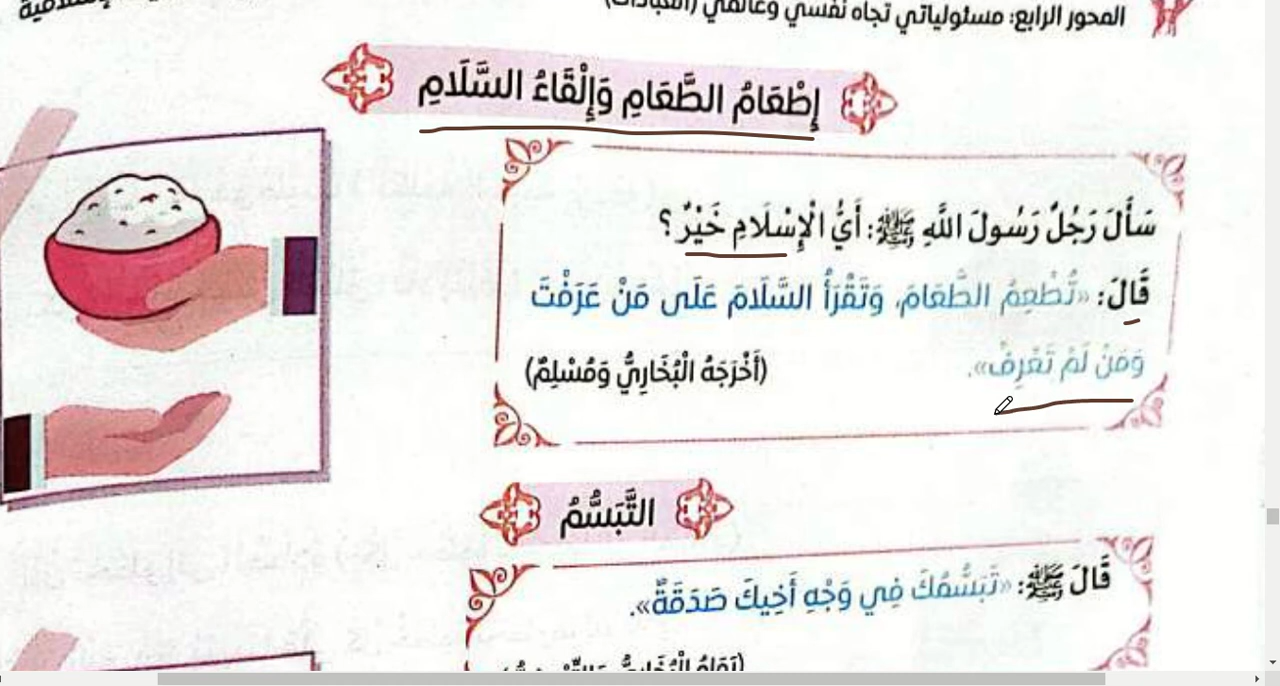 المحور الرابع: مسئولياتي تجاه نفسي وعالمي (العبادات)
إِطْعَامُ الطَّعَامِ وَإِلْقَاءُ السَّلَامِ
سَأَلَ رَجُلٌ رَسُولَ اللَّهِ ﷺ: أَيُّ الْإِسْلَامِ خَيْرٌ؟
قَالَ: «تُطْعِمُ الطَّعَامَ، وَتَقْرَأُ السَّلَامَ عَلَى مَنْ عَرَفْتَ
وَمَنْ لَمْ تَعْرِفْ».
(أَخْرَجَهُ الْبُخَارِيُّ وَمُسْلِمٌ)
التَّبَسُّمُ
قَالَ ﷺ: «تَبَسُّمُكَ فِي وَجْهِ أَخِيكَ صَدَقَةٌ».